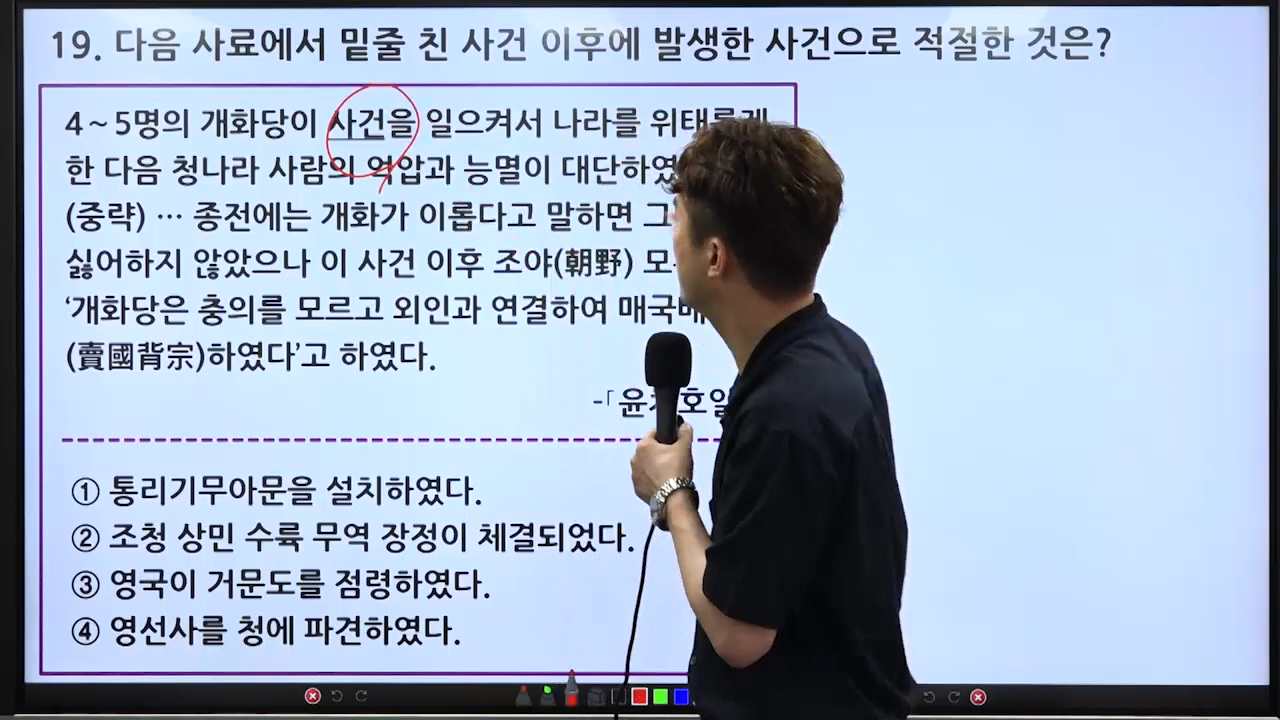 19. 다음 사료에서 밑줄 친 사건 이후에 발생한 사건으로 적절한 것은?
4~5명의 개화당이 사건을 일으켜서 나라를 위태롭게
한 다음 청나라 사람의 억압과 능멸이 대단하였
(중략) … 종전에는 개화가 이롭다고 말하면 그
싫어하지 않았으나 이 사건 이후 조야(朝野) 모
‘개화당은 충의를 모르고 외인과 연결하여 매국배
(賣國背宗)하였다’고 하였다.
-「윤치호일
① 통리기무아문을 설치하였다.
② 조청 상민 수륙 무역 장정이 체결되었다.
③ 영국이 거문도를 점령하였다.
④ 영선사를 청에 파견하였다.